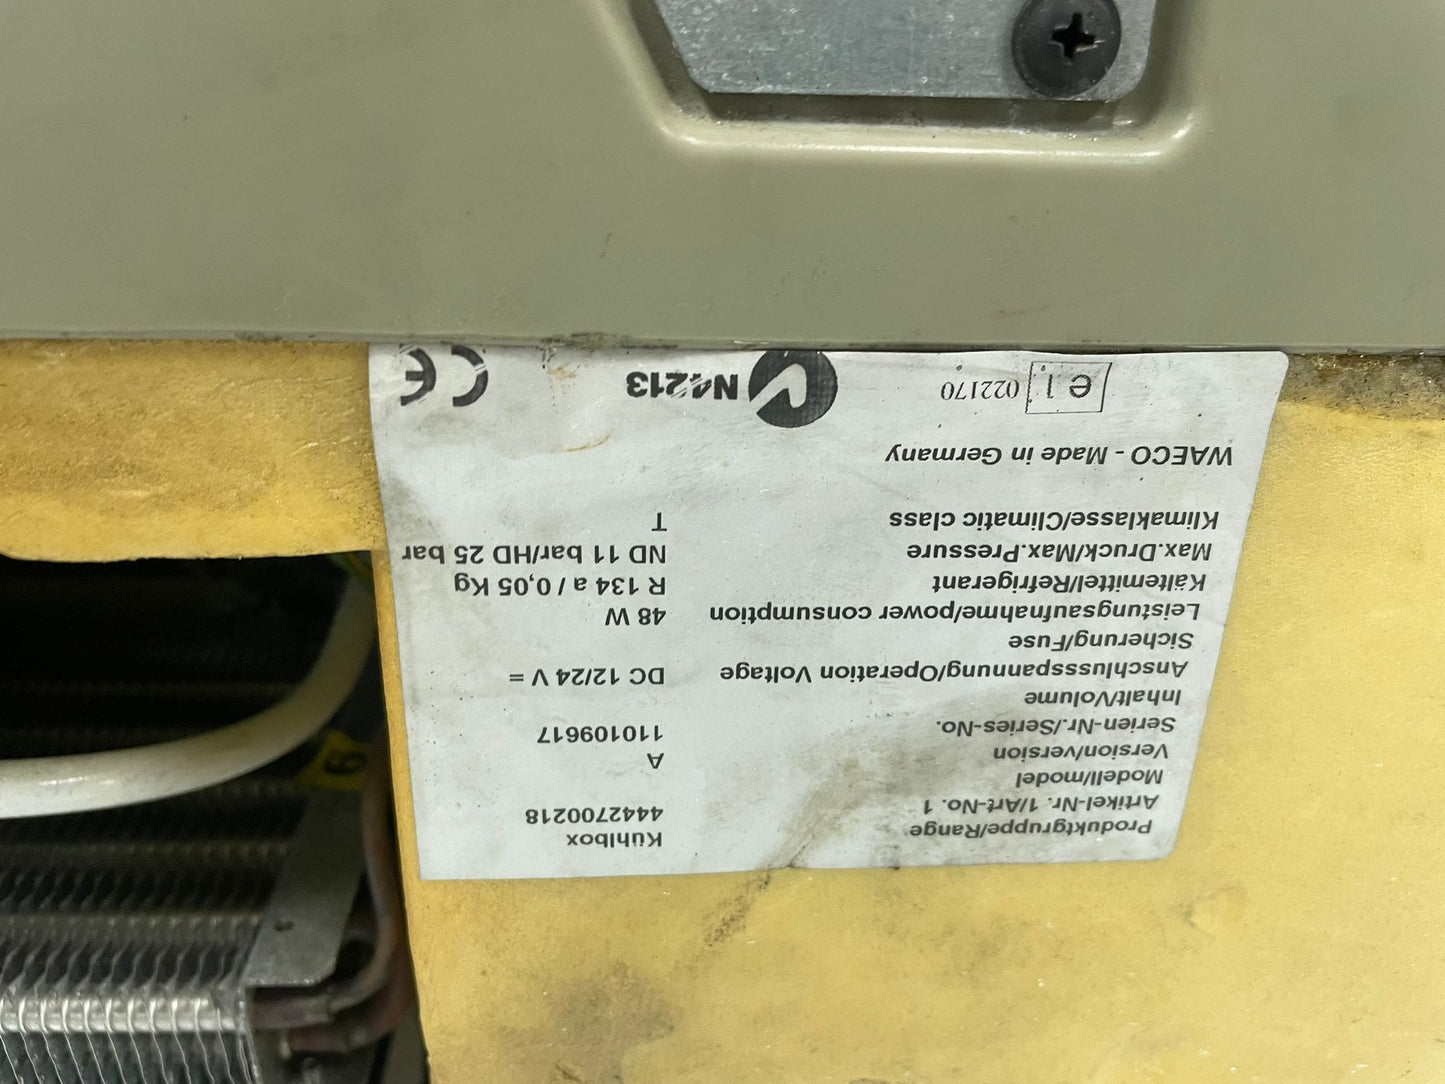 Produktgruppe/Range Kühlbox
Artikel-Nr. 1/Art-No. 1 4442700218
Modell/model
Version/version A
Serien-Nr./Series-No. 110109617
Inhalt/Volume
Anschlussspannung/Operation Voltage DC 12/24 V =
Sicherung/Fuse
Leistungsaufnahme/power consumption 48 W
Kältemittel/Refrigerant R 134 a / 0,05 Kg
Max.Druck/Max.Pressure ND 11 bar/HD 25 bar
Klimaklasse/Climatic class T
WAECO - Made in Germany
e1 022170 N4213 CE
9